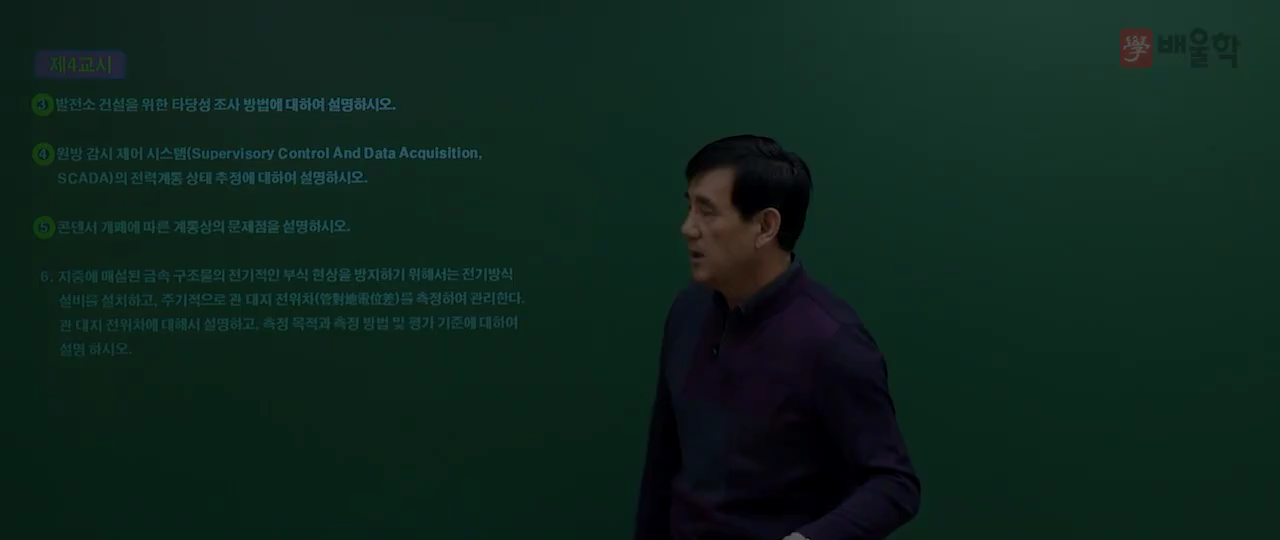 學 배울학
제4교시
③ 발전소 건설을 위한 타당성 조사 방법에 대하여 설명하시오.
④ 원방 감시 제어 시스템(Supervisory Control And Data Acquisition,
SCADA)의 전력계통 상태 추정에 대하여 설명하시오.
⑤ 콘덴서 개폐에 따른 계통상의 문제점을 설명하시오.
6. 지중에 매설된 금속 구조물의 전기적인 부식 현상을 방지하기 위해서는 전기방식
설비를 설치하고, 주기적으로 관 대지 전위차(管對地電位差)를 측정하여 관리한다.
관 대지 전위차에 대해서 설명하고, 측정 목적과 측정 방법 및 평가 기준에 대하여
설명 하시오.